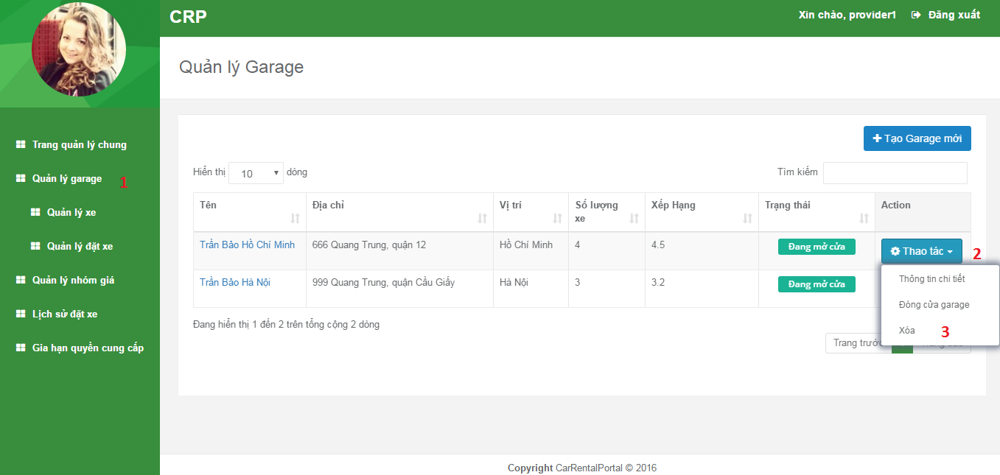 CRP
Xin chào, provider1 Đăng xuất
Quản lý Garage
Trang quản lý chung
Quản lý garage 1
Quản lý xe
Quản lý đặt xe
Quản lý nhóm giá
Lịch sử đặt xe
Gia hạn quyền cung cấp
Tạo Garage mới
Hiển thị 10 dòng
Tìm kiếm
Tên Địa chỉ Vị trí Số lượng xe Xếp Hạng Trạng thái Action
Trần Bảo Hồ Chí Minh 666 Quang Trung, quận 12 Hồ Chí Minh 4 4.5 Đang mở cửa Thao tác 2
Trần Bảo Hà Nội 999 Quang Trung, quận Cầu Giấy Hà Nội 3 3.2 Đang mở cửa
Thông tin chi tiết
Đóng cửa garage
Xóa 3
Đang hiển thị 1 đến 2 trên tổng cộng 2 dòng
Trang trước
Copyright CarRentalPortal © 2016